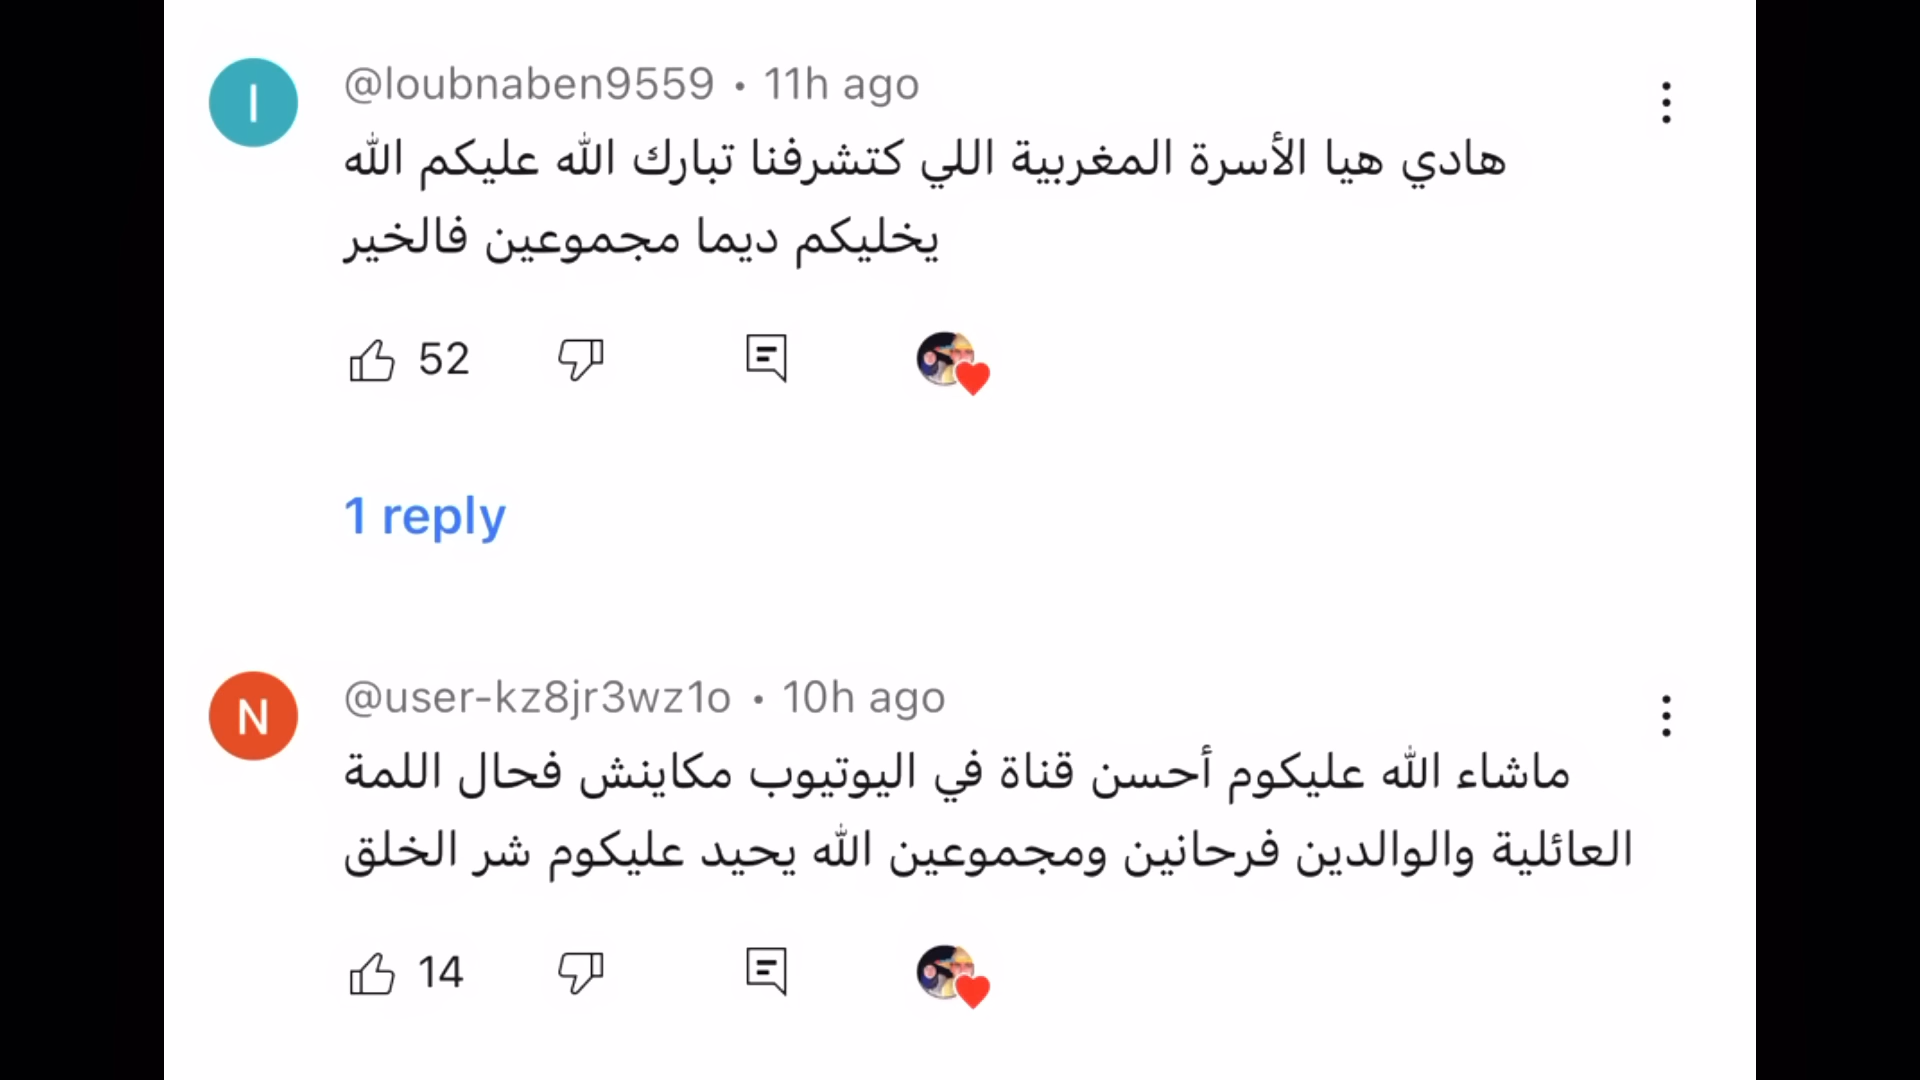 @loubnaben9559 • 11h ago
هادي هيا الأسرة المغربية اللي كتشرفنا تبارك الله عليكم الله
يخليكم ديما مجموعين فالخير
52
1 reply
@user-kz8jr3wz1o • 10h ago
ماشاء الله عليكوم أحسن قناة في اليوتيوب مكاينش فحال اللمة
العائلية والوالدين فرحانين ومجموعين الله يحيد عليكوم شر الخلق
14